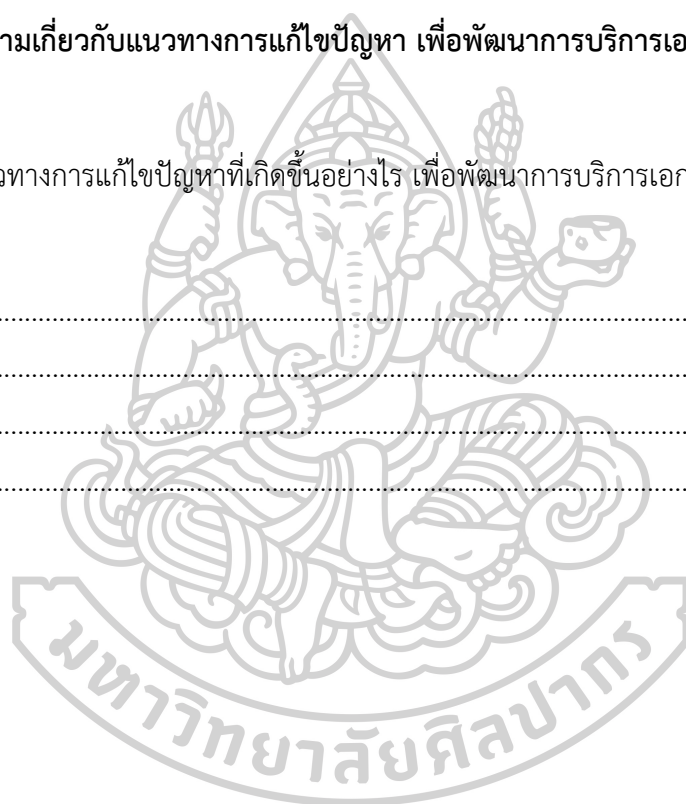 ามเกี่ยวกับแนวทางการแก้ไขปัญหา เพื่อพัฒนาการบริการเอ
วทางการแก้ไขปัญหาที่เกิดขึ้นอย่างไร เพื่อพัฒนาการบริการเอก
มหาวิทยาลัยศิลปากร